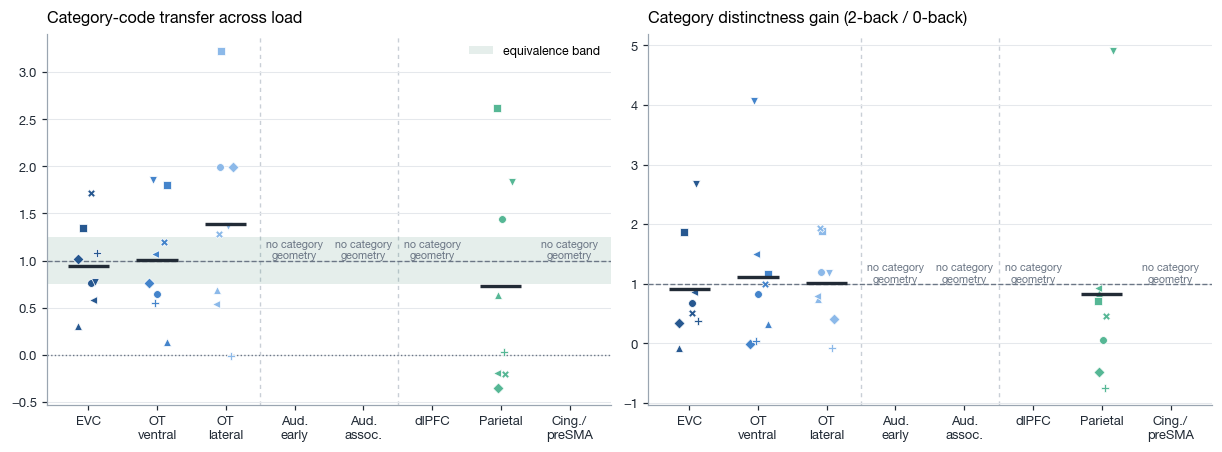 Category-code transfer across load
equivalence band
3.0
2.5
2.0
1.5
1.0
0.5
0.0
−0.5
no category
geometry
no category
geometry
no category
geometry
no category
geometry
EVC
OT
ventral
OT
lateral
Aud.
early
Aud.
assoc.
dlPFC
Parietal
Cing./
preSMA
Category distinctness gain (2-back / 0-back)
5
4
3
2
1
0
−1
no category
geometry
no category
geometry
no category
geometry
no category
geometry
EVC
OT
ventral
OT
lateral
Aud.
early
Aud.
assoc.
dlPFC
Parietal
Cing./
preSMA